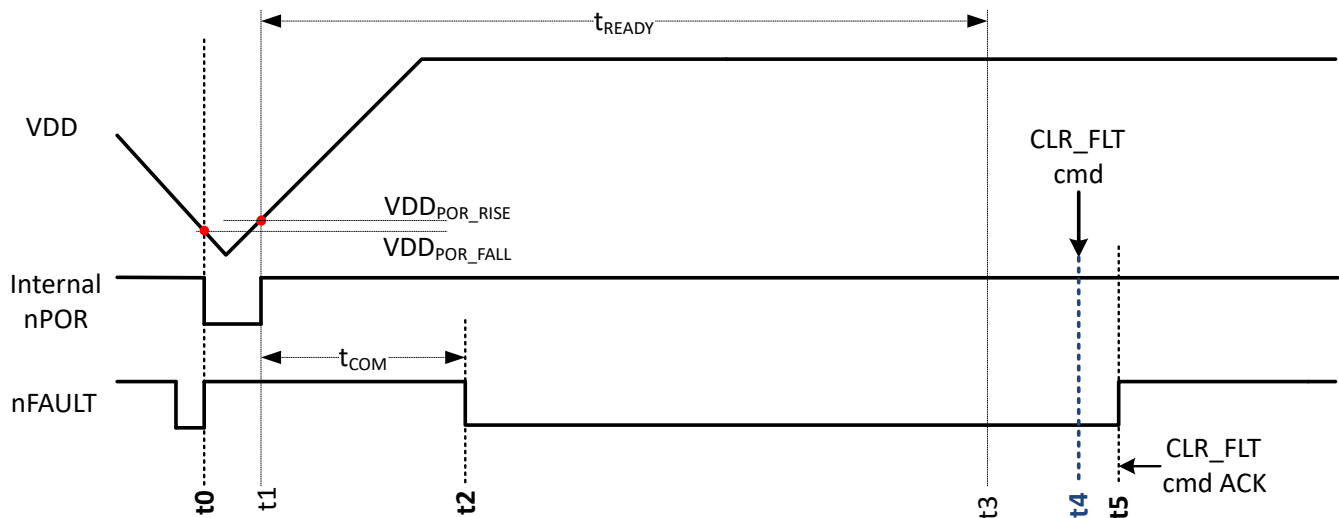 tREADY
VDD
CLR_FLT
cmd
VDDPOR_RISE
VDDPOR_FALL
Internal
nPOR
tCOM
nFAULT
CLR_FLT
cmd ACK
t0
t1
t2
t3
t4
t5